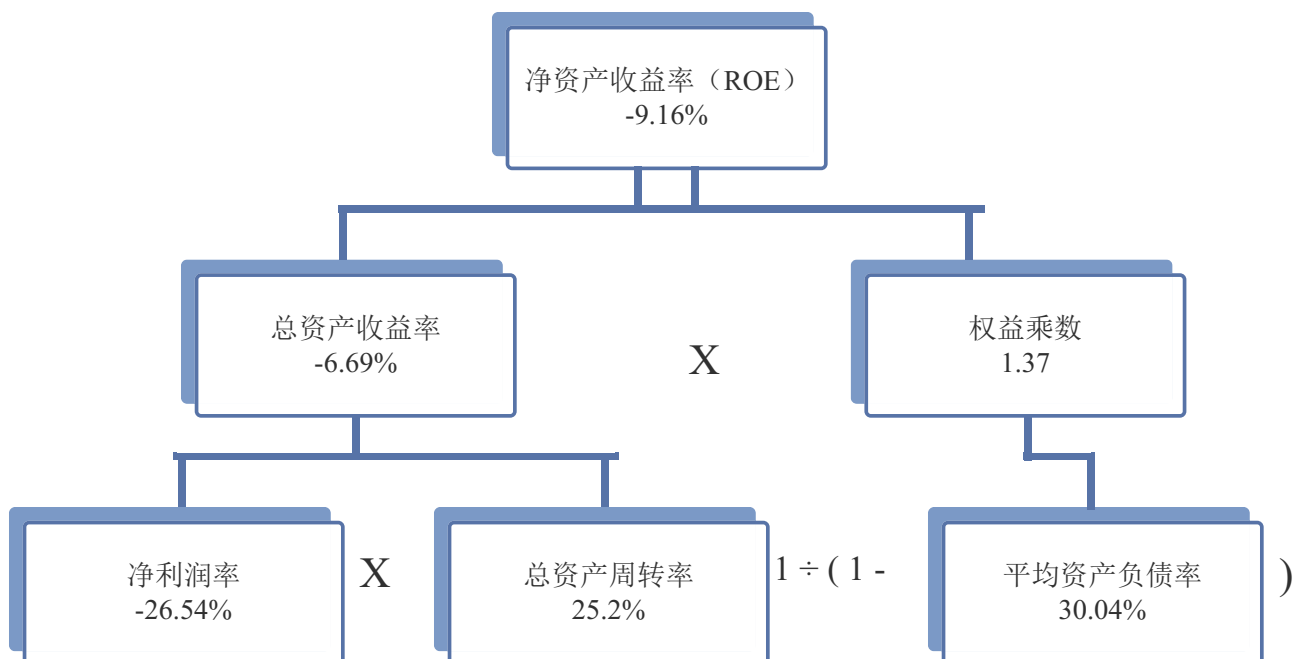 净资产收益率（ROE）
-9.16%
总资产收益率
-6.69%
X
权益乘数
1.37
净利润率
-26.54%
X
总资产周转率
25.2%
1 ÷ ( 1 -
平均资产负债率
30.04%
)